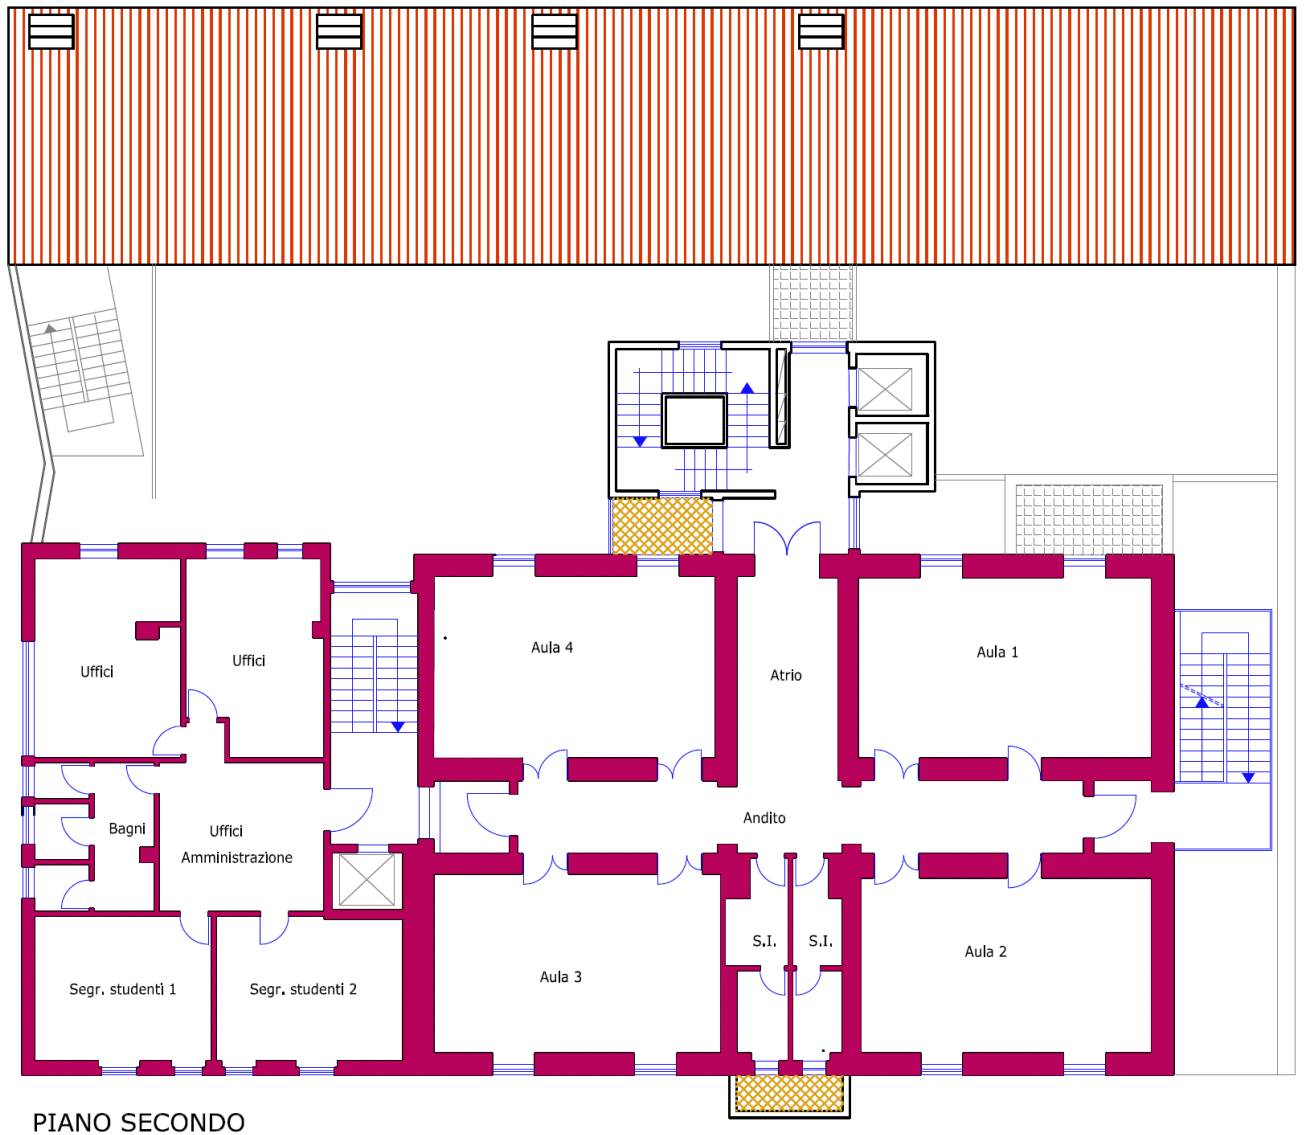 Aula 4
Aula 1
Uffici
Uffici
Atrio
Andito
Bagni
Uffici
Amministrazione
S.I.
S.I.
Aula 2
Aula 3
Segr. studenti 1
Segr. studenti 2
PIANO SECONDO